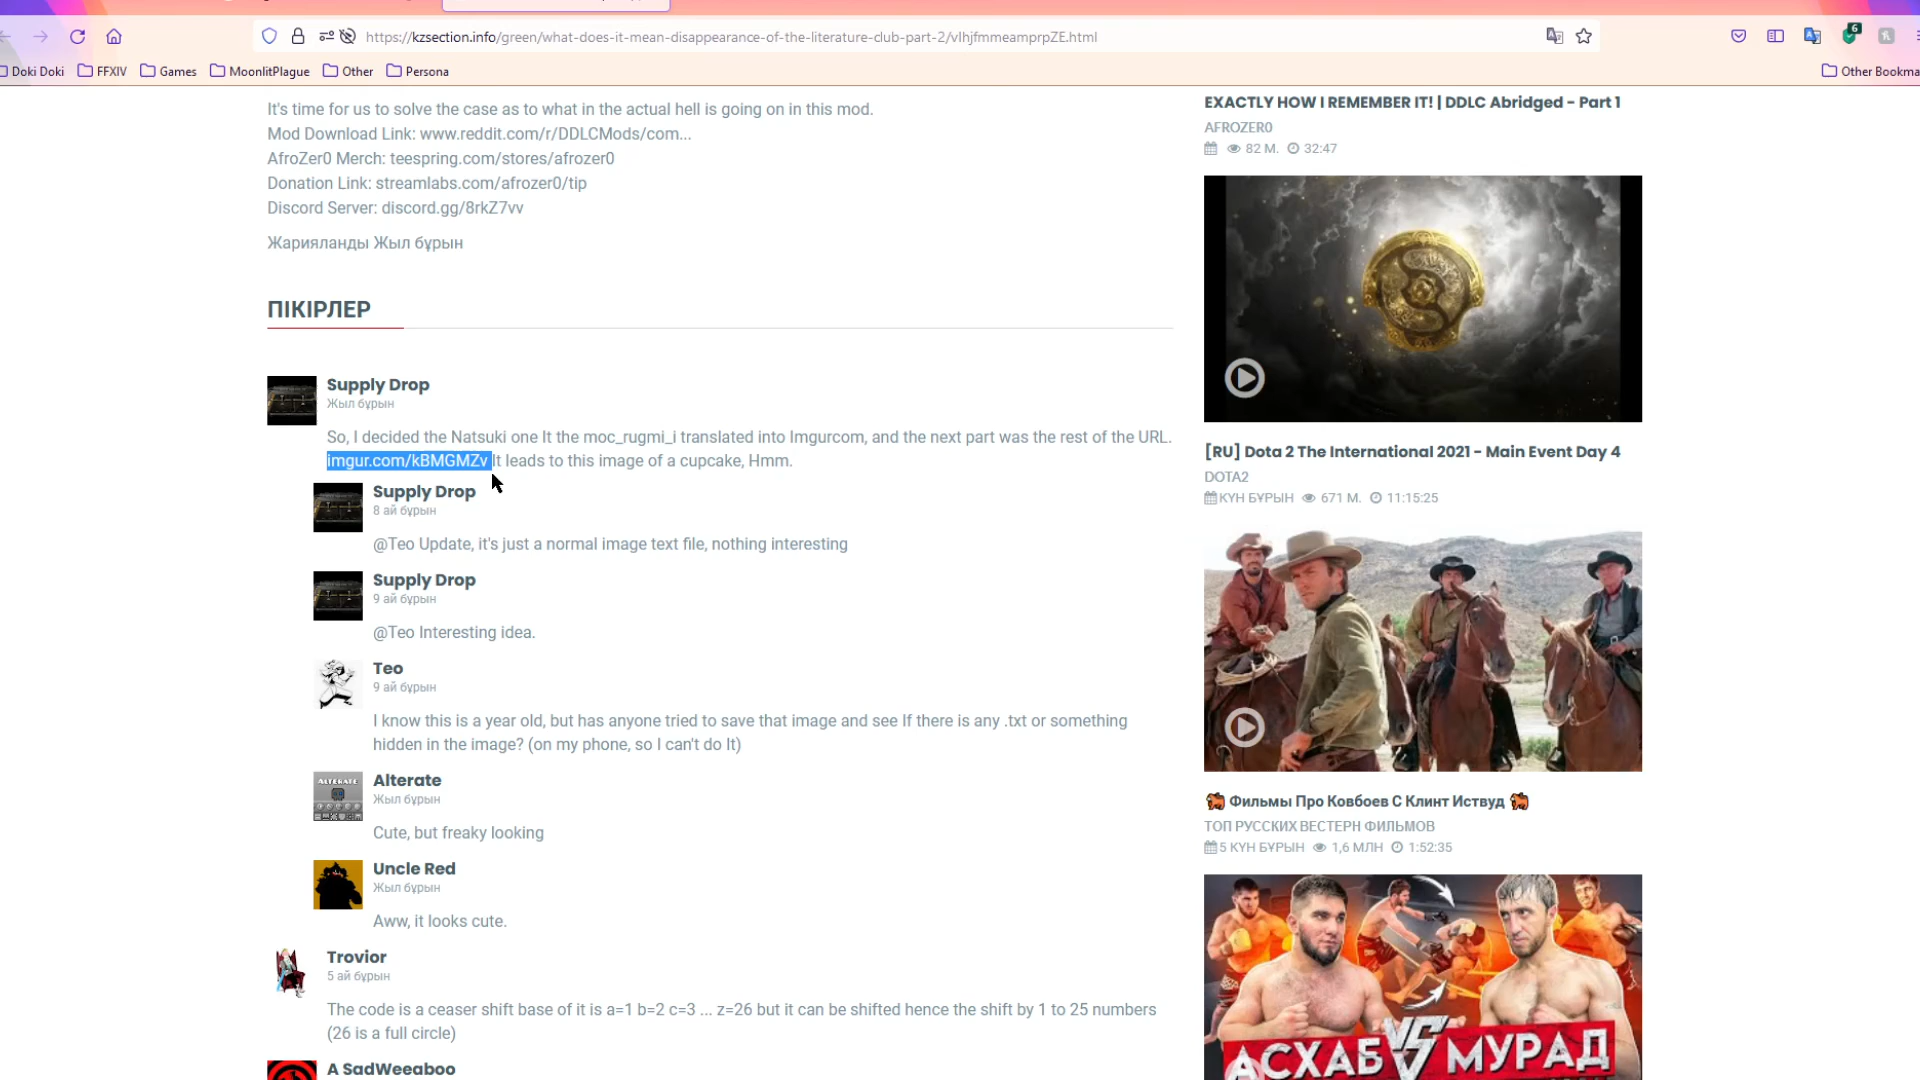 https://kzsection.info/green/what-does-it-mean-disappearance-of-the-literature-club-part-2/vlhjfmmeamprpZE.html
6
Doki Doki
FFXIV
Games
MoonlitPlague
Other
Persona
Other Bookma
It's time for us to solve the case as to what in the actual hell is going on in this mod.
Mod Download Link: www.reddit.com/r/DDLCMods/com...
AfroZer0 Merch: teespring.com/stores/afrozer0
Donation Link: streamlabs.com/afrozer0/tip
Discord Server: discord.gg/8rkZ7vv
Жарияланды Жыл бұрын
ПІКІРЛЕР
Supply Drop
Жыл бұрын
So, I decided the Natsuki one It the moc_rugmi_i translated into Imgurcom, and the next part was the rest of the URL.
imgur.com/kBMGMZv It leads to this image of a cupcake, Hmm.
Supply Drop
8 ай бұрын
@Teo Update, it's just a normal image text file, nothing interesting
Supply Drop
9 ай бұрын
@Teo Interesting idea.
Teo
9 ай бұрын
I know this is a year old, but has anyone tried to save that image and see If there is any .txt or something
hidden in the image? (on my phone, so I can't do It)
ALTERATE
Alterate
Жыл бұрын
Cute, but freaky looking
Uncle Red
Жыл бұрын
Aww, it looks cute.
Trovior
5 ай бұрын
The code is a ceaser shift base of it is a=1 b=2 c=3 ... z=26 but it can be shifted hence the shift by 1 to 25 numbers
(26 is a full circle)
A SadWeeaboo
EXACTLY HOW I REMEMBER IT! | DDLC Abridged - Part 1
AFROZER0
82 М. 32:47
[RU] Dota 2 The International 2021 - Main Event Day 4
DOTA2
КҮН БҰРЫН 671 М. 11:15:25
Фильмы Про Ковбоев С Клинт Иствуд
ТОП РУССКИХ ВЕСТЕРН ФИЛЬМОВ
5 КҮН БҰРЫН 1,6 МЛН 1:52:35
АСХАБ VS МУРАД